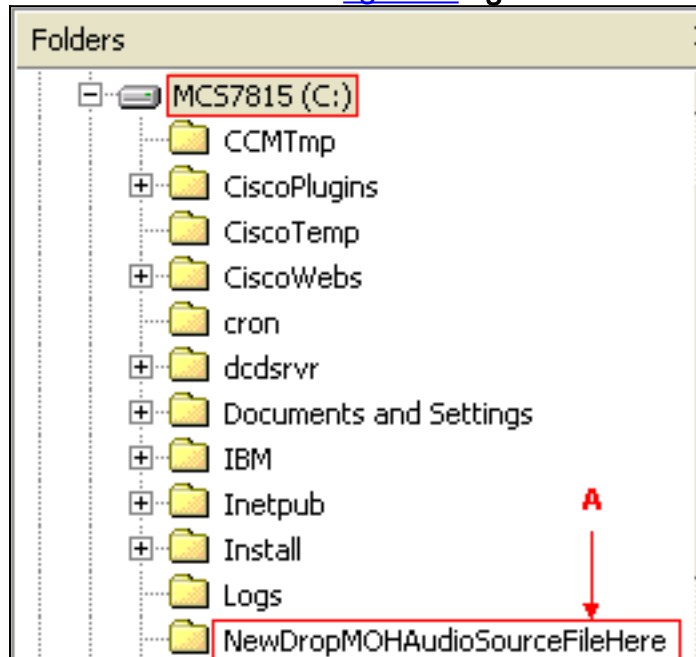 Folders
MCS7815 (C:)
CCMTmp
CiscoPlugins
CiscoTemp
CiscoWebs
cron
dcdsrvr
Documents and Settings
IBM
Inetpub
A
Install
Logs
NewDropMOHAudioSourceFileHere